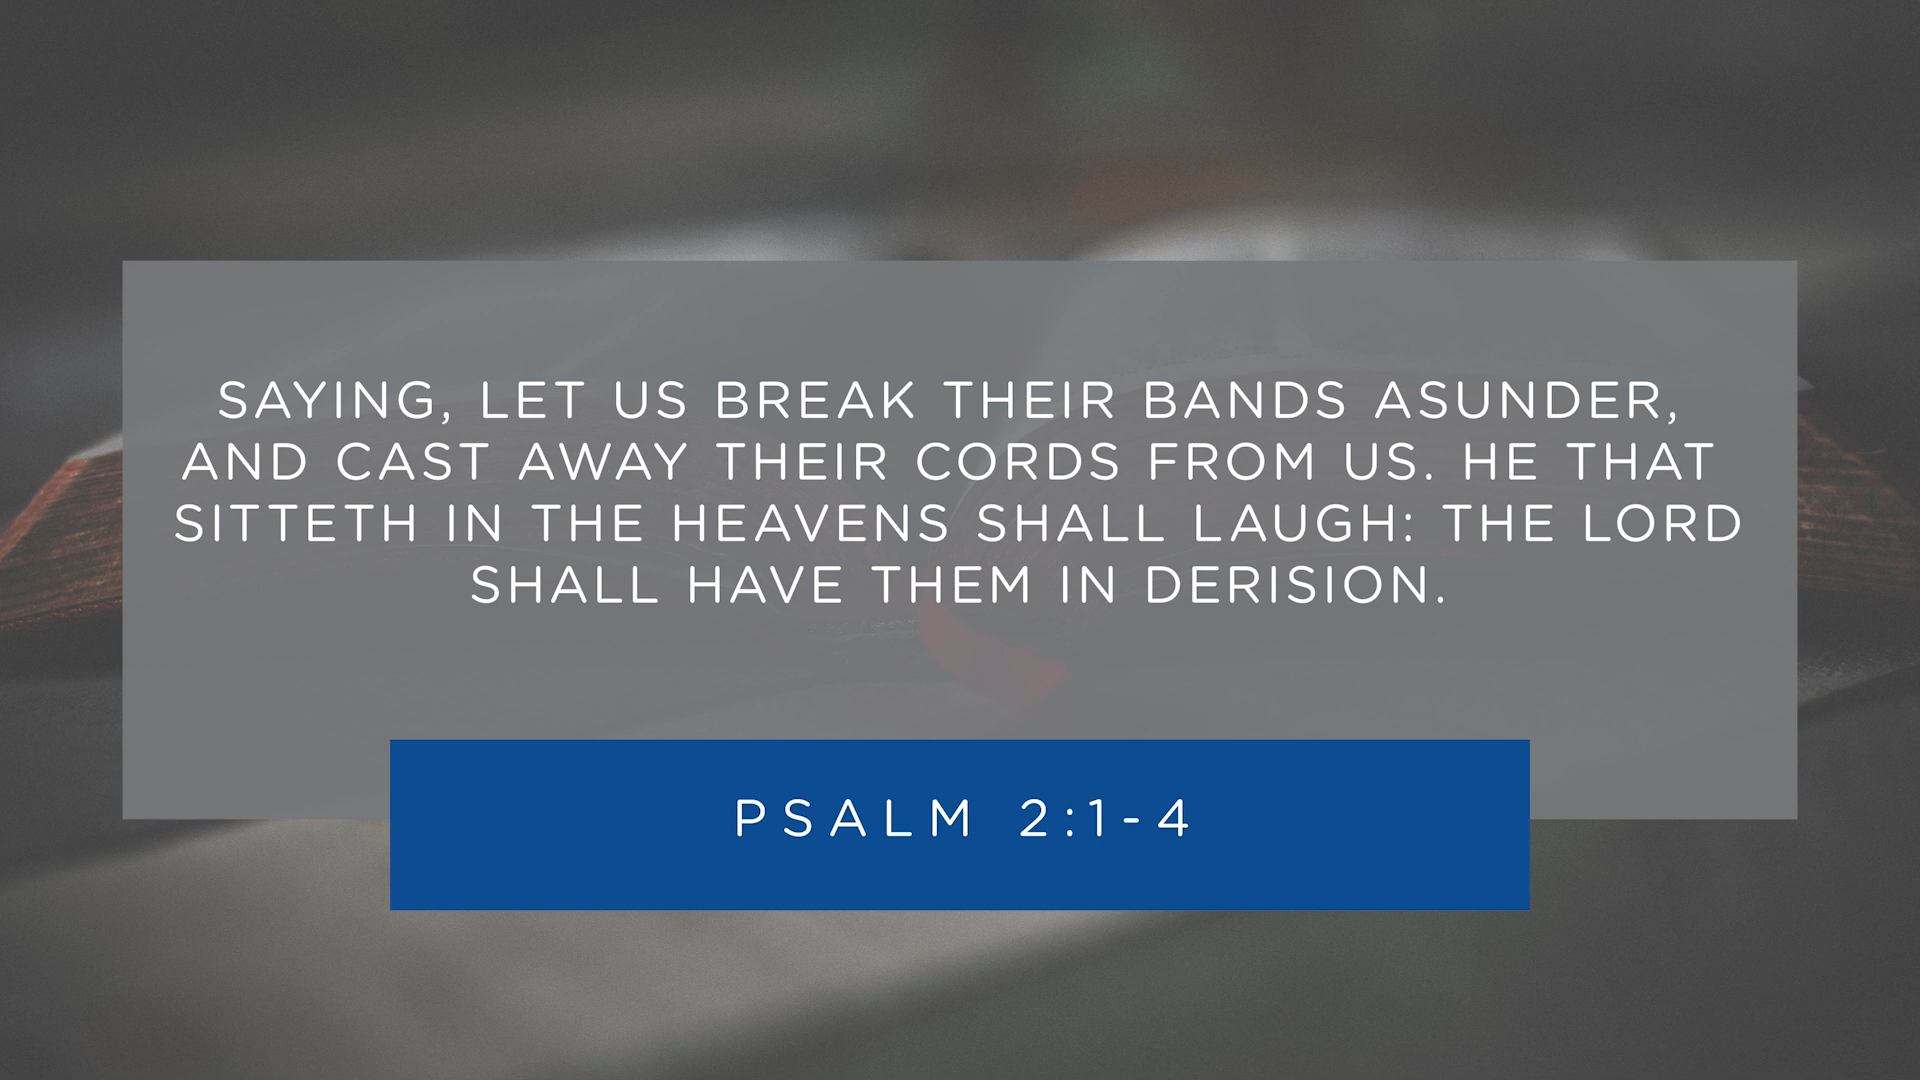 SAYING, LET US BREAK THEIR BANDS ASUNDER,
AND CAST AWAY THEIR CORDS FROM US. HE THAT
SITTETH IN THE HEAVENS SHALL LAUGH: THE LORD
SHALL HAVE THEM IN DERISION.
PSALM 2:1-4